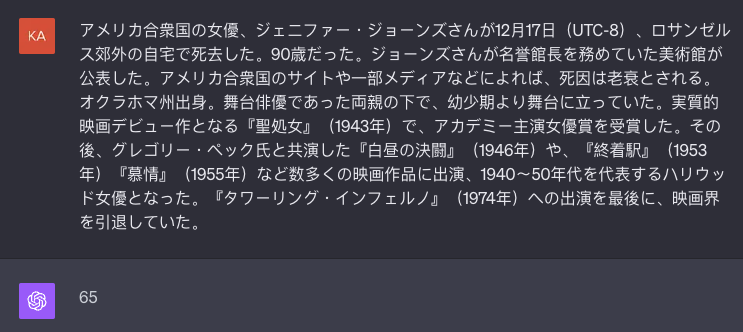 KA
アメリカ合衆国の女優、ジェニファー・ジョーンズさんが12月17日（UTC-8）、ロサンゼル
ス郊外の自宅で死去した。90歳だった。ジョーンズさんが名誉館長を務めていた美術館が
公表した。アメリカ合衆国のサイトや一部メディアなどによれば、死因は老衰とされる。
オクラホマ州出身。舞台俳優であった両親の下で、幼少期より舞台に立っていた。実質的
映画デビュー作となる『聖処女』（1943年）で、アカデミー主演女優賞を受賞した。その
後、グレゴリー・ペック氏と共演した『白昼の決闘』（1946年）や、『終着駅』（1953
年）『慕情』（1955年）など数多くの映画作品に出演、1940〜50年代を代表するハリウッ
ド女優となった。『タワーリング・インフェルノ』（1974年）への出演を最後に、映画界
を引退していた。
65